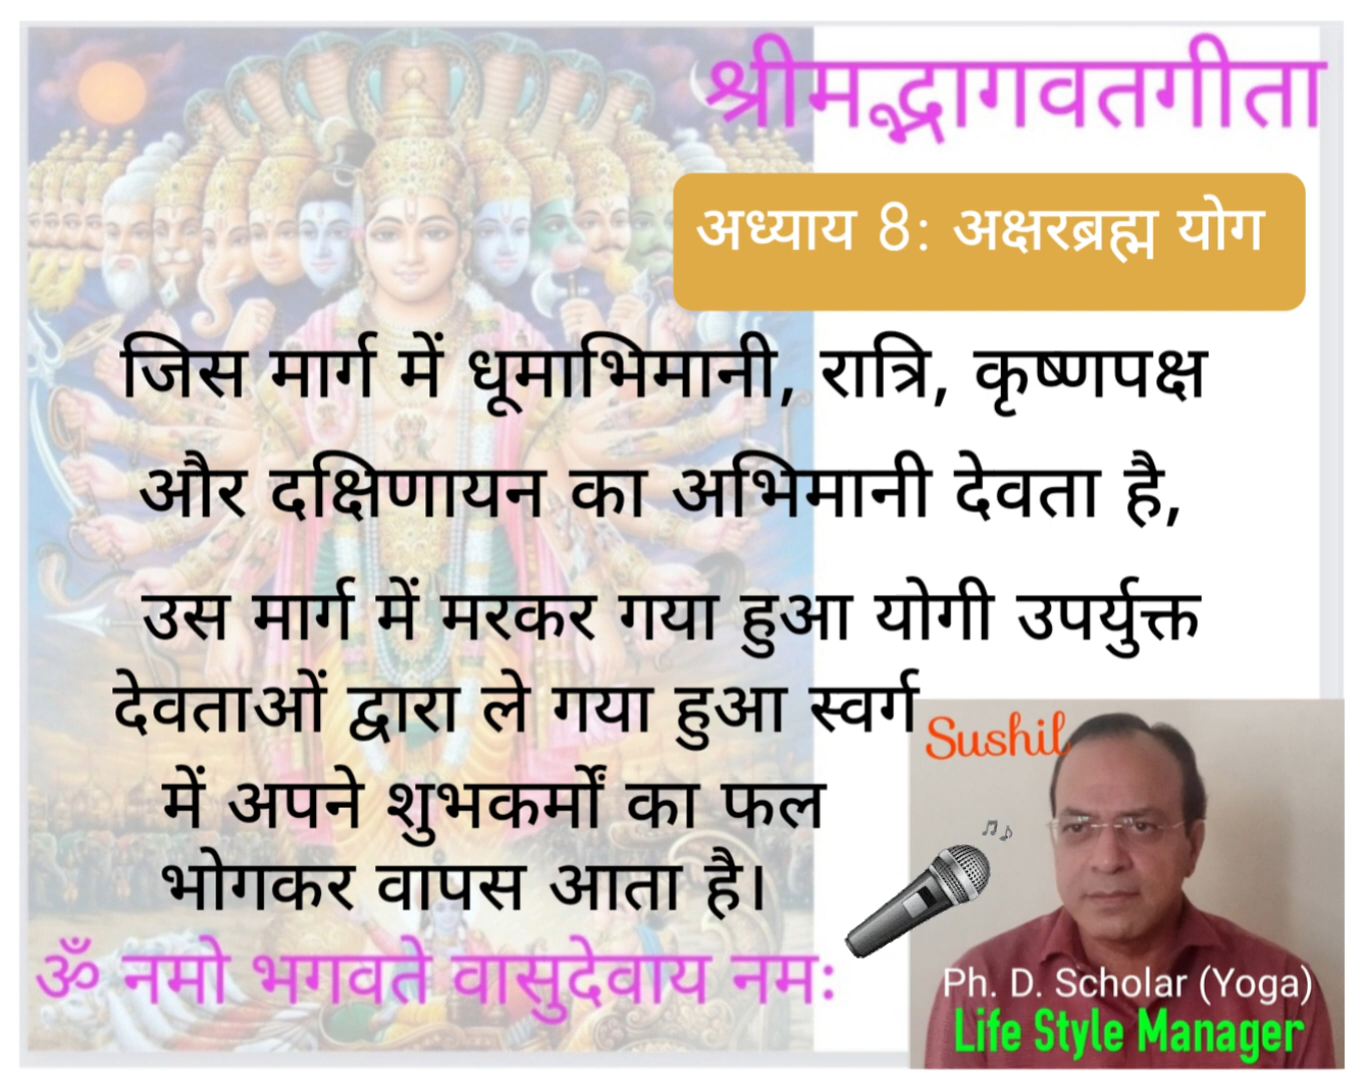 श्रीमद्भागवतगीता
अध्याय 8: अक्षरब्रह्म योग
जिस मार्ग में धूमाभिमानी, रात्रि, कृष्णपक्ष
और दक्षिणायन का अभिमानी देवता है,
उस मार्ग में मरकर गया हुआ योगी उपर्युक्त
देवताओं द्वारा ले गया हुआ स्वर्ग
में अपने शुभकर्मों का फल
भोगकर वापस आता है।
ॐ नमो भगवते वासुदेवाय नमः
Sushil
Ph. D. Scholar (Yoga)
Life Style Manager